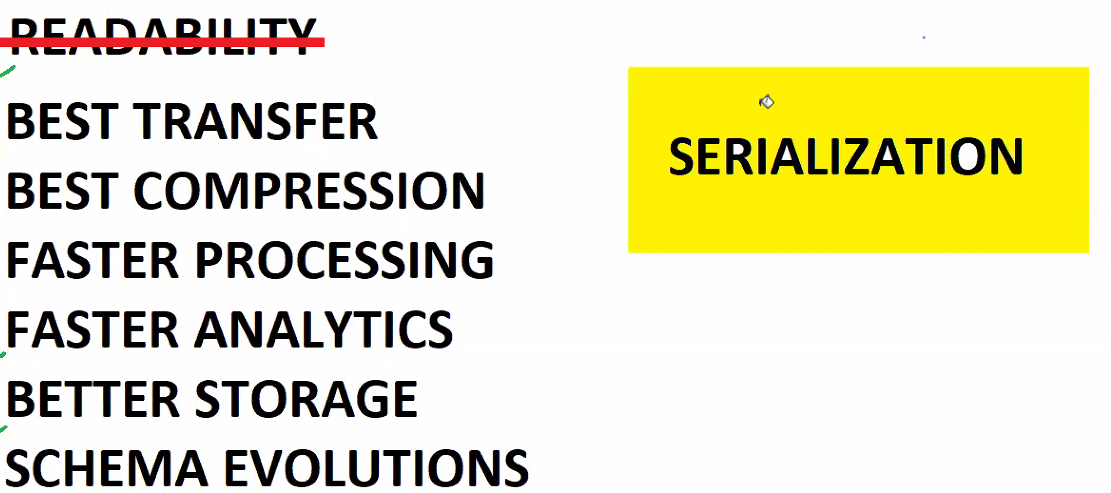 READABILITY
BEST TRANSFER
BEST COMPRESSION
FASTER PROCESSING
FASTER ANALYTICS
BETTER STORAGE
SCHEMA EVOLUTIONS
SERIALIZATION